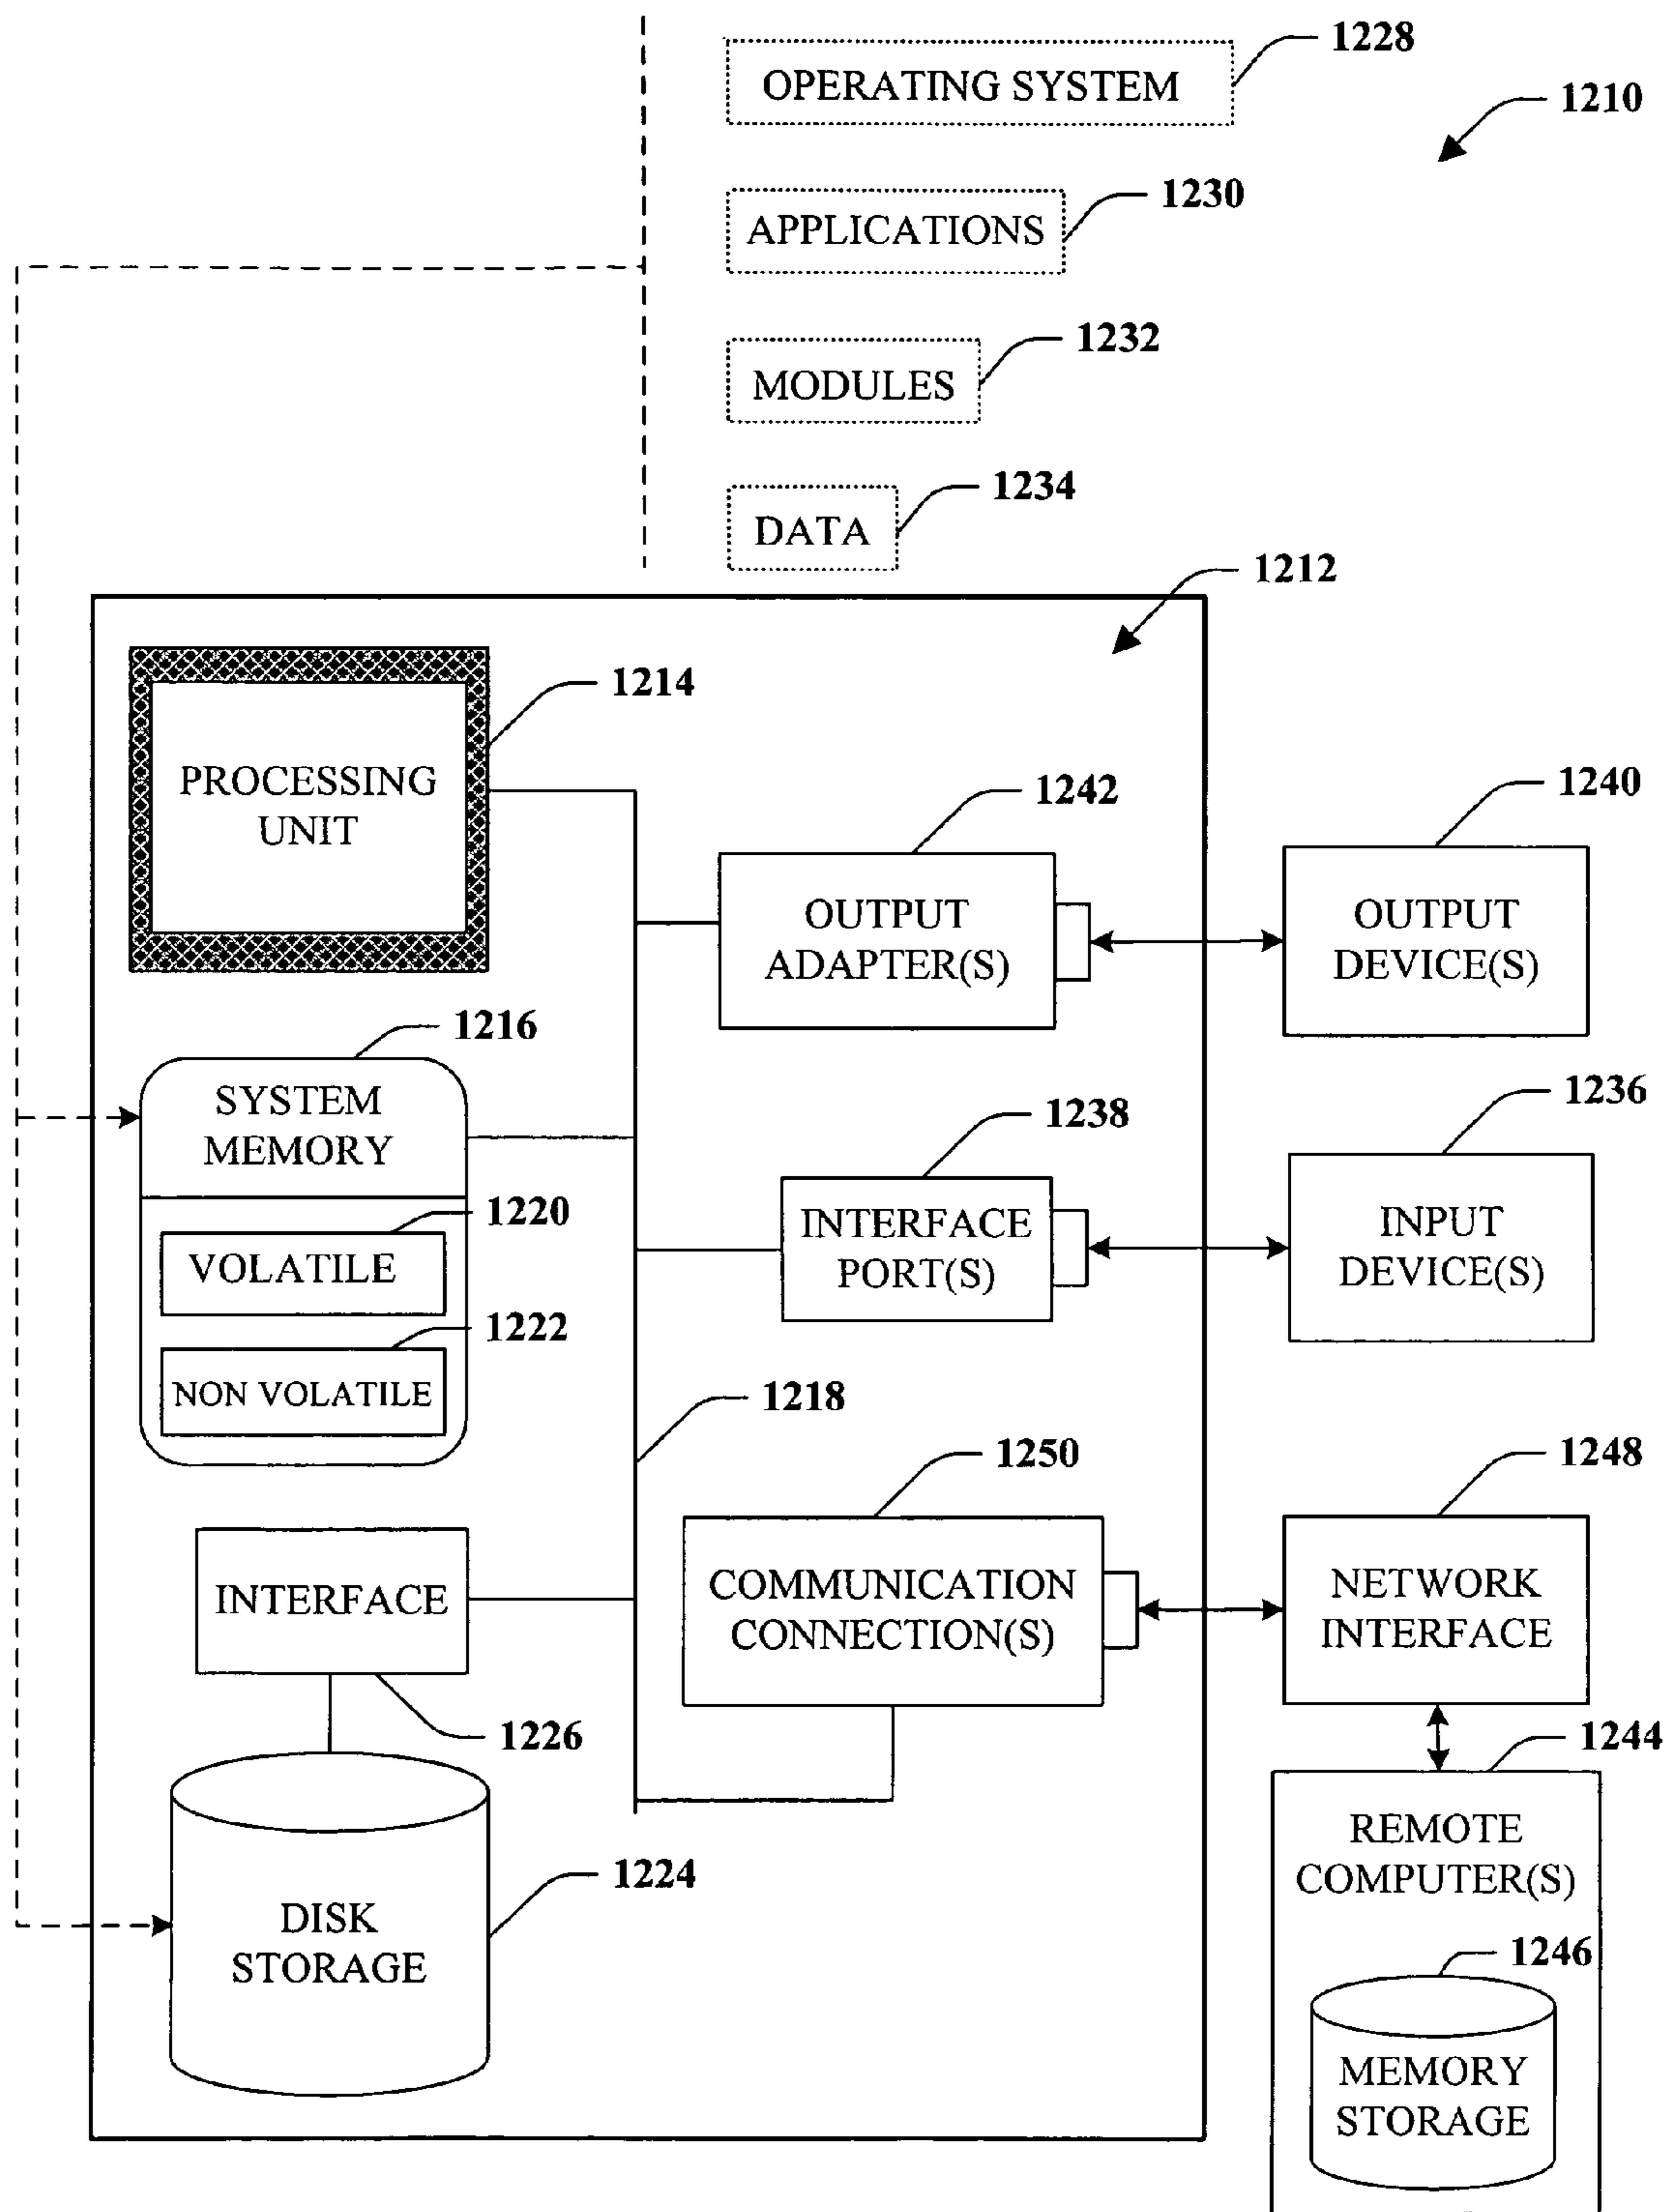 1228
OPERATING SYSTEM
1210
1230
APPLICATIONS
1232
MODULES
1234
DATA
1212
1214
PROCESSING
UNIT
1242
OUTPUT
ADAPTER(S)
1240
OUTPUT
DEVICE(S)
1216
SYSTEM
MEMORY
1220
VOLATILE
1222
NON VOLATILE
1238
INTERFACE
PORT(S)
1236
INPUT
DEVICE(S)
1218
1250
COMMUNICATION
CONNECTION(S)
1248
NETWORK
INTERFACE
INTERFACE
1226
1224
DISK
STORAGE
1244
REMOTE
COMPUTER(S)
1246
MEMORY
STORAGE